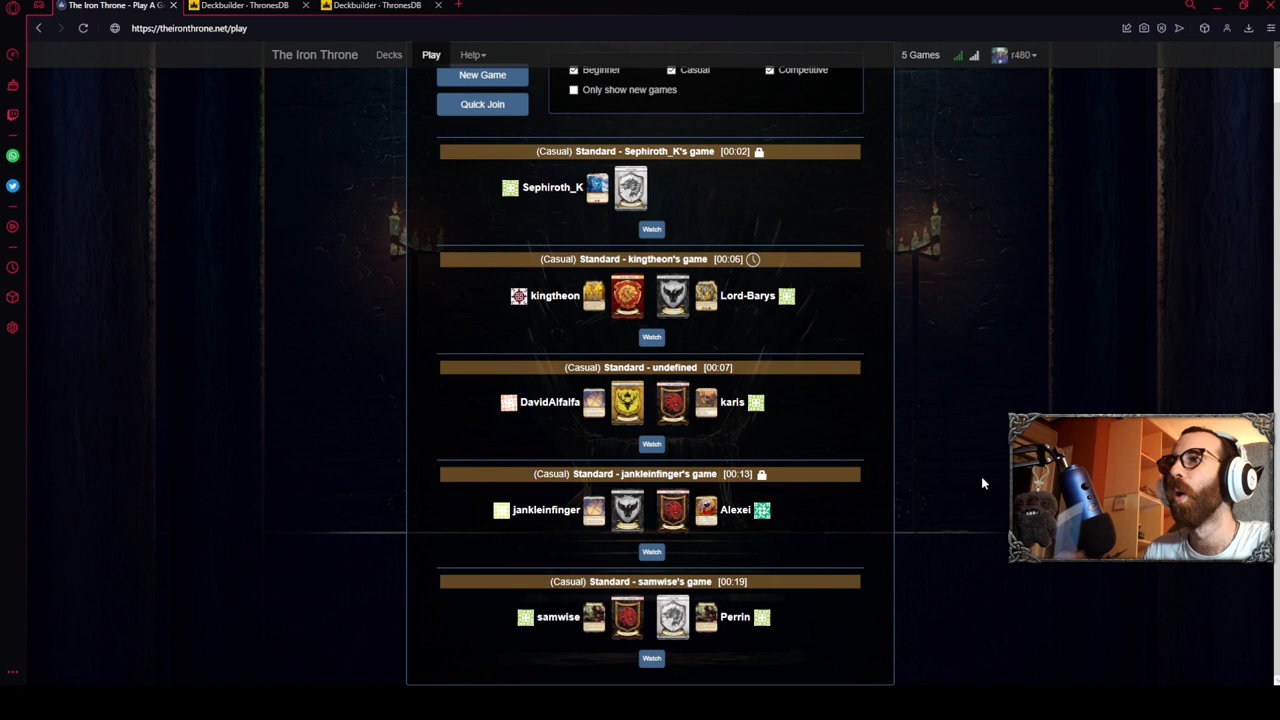 The Iron Throne - Play A G
Deckbuilder · ThronesDB
Deckbuilder · ThronesDB
https://theironthrone.net/play
The Iron Throne Decks Play Help 5 Games r480
New Game
Beginner Casual Competitive
Quick Join
Only show new games
(Casual) Standard - Sephiroth_K's game [00:02]
Sephiroth_K
Watch
(Casual) Standard - kingtheon's game [00:06]
kingtheon Lord-Barys
Watch
(Casual) Standard - undefined [00:07]
DavidAlfalfa karis
Watch
(Casual) Standard - jankleinfinger's game [00:13]
jankleinfinger Alexei
Watch
(Casual) Standard - samwise's game [00:19]
samwise Perrin
Watch